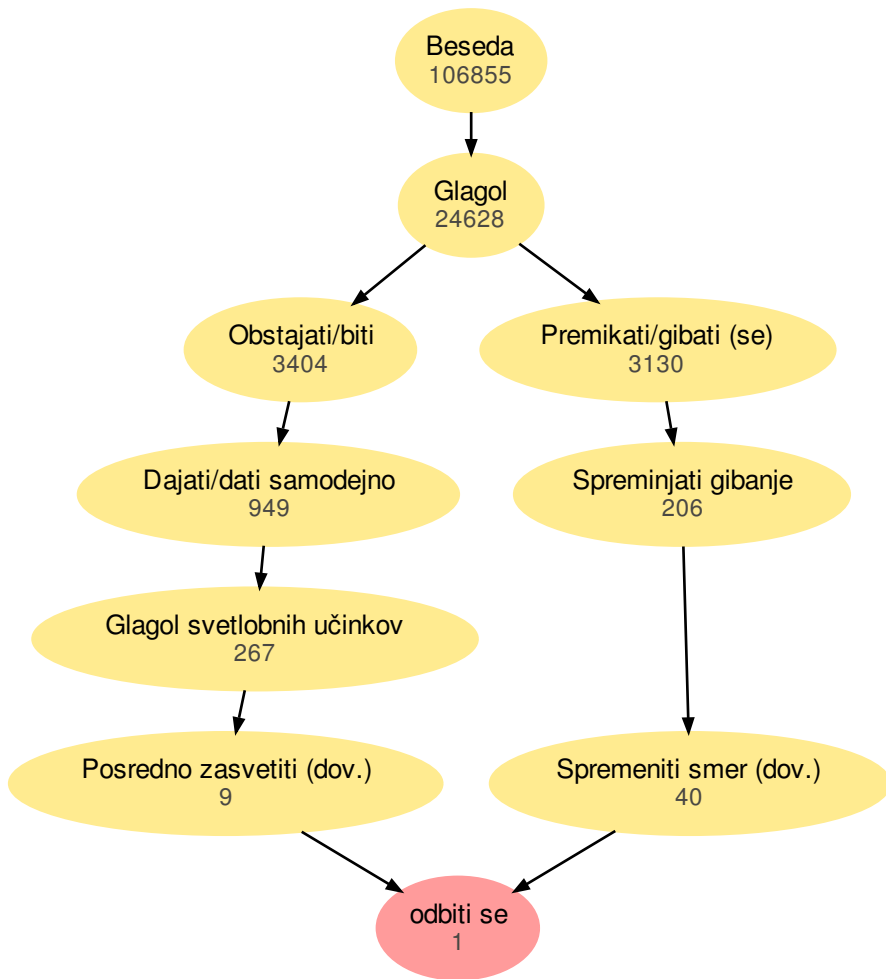 Beseda
106855
Glagol
24628
Obstajati/biti
3404
Premikati/gibati (se)
3130
Dajati/dati samodejno
949
Spreminjati gibanje
206
Glagol svetlobnih učinkov
267
Posredno zasvetiti (dov.)
9
Spremeniti smer (dov.)
40
odbiti se
1